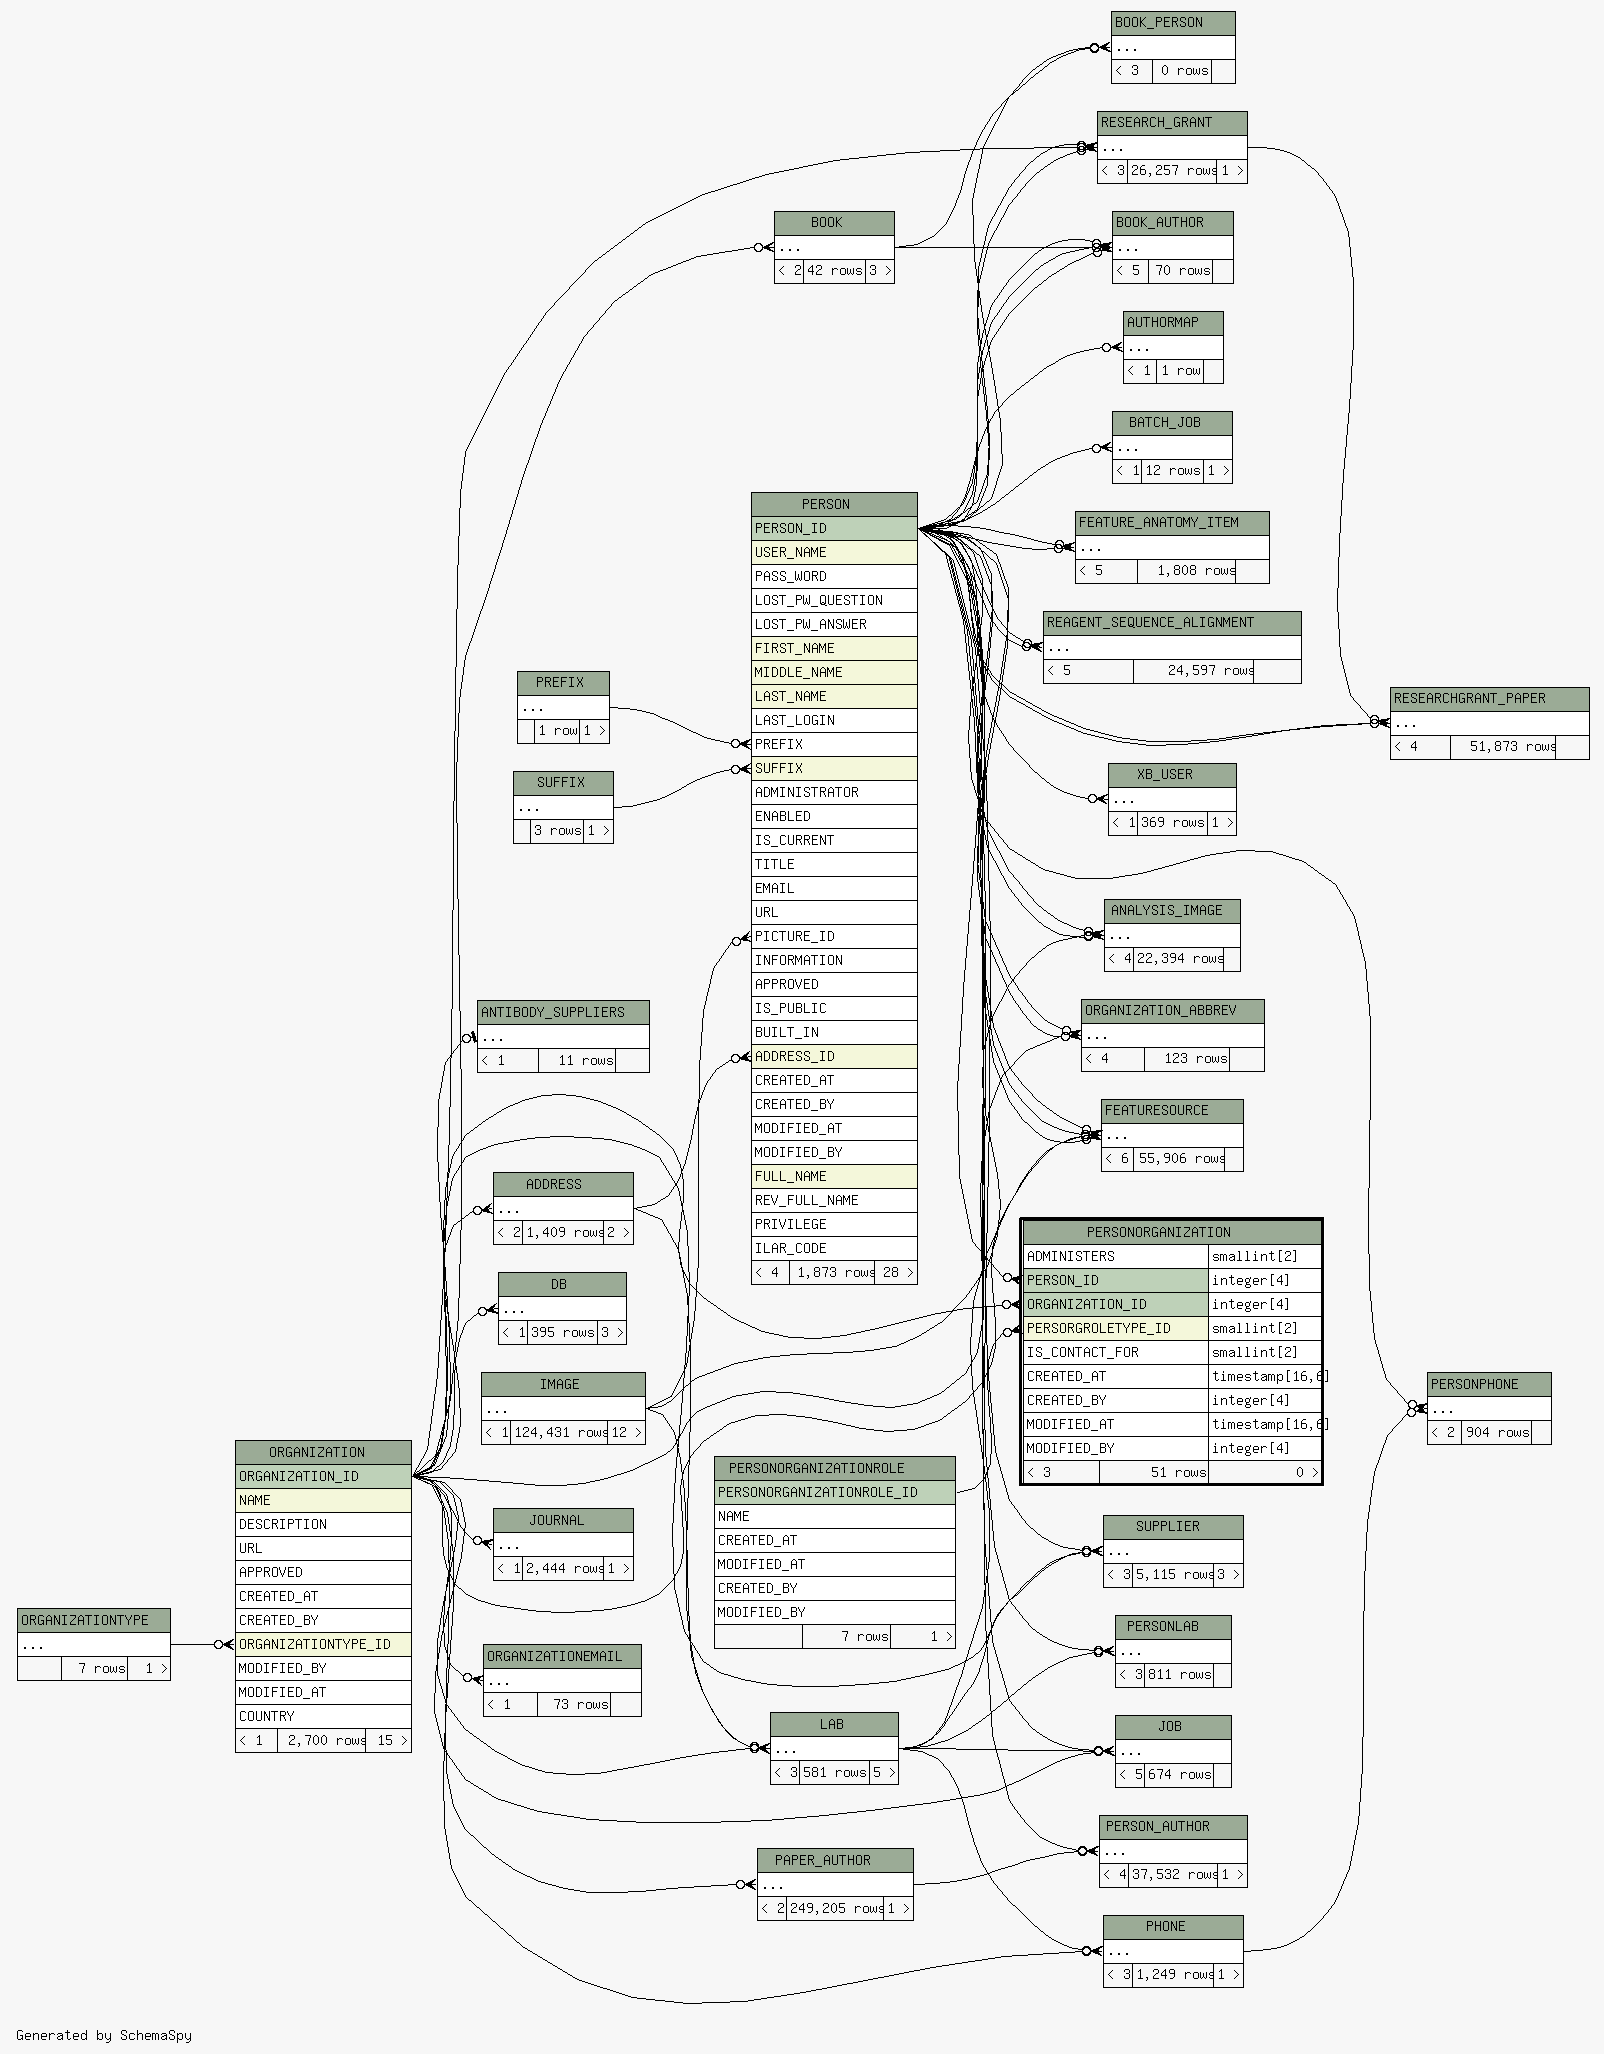 BOOK_PERSON
...
< 3 0 rows
RESEARCH_GRANT
...
< 3 26,257 rows 1 >
BOOK
...
< 2 42 rows 3 >
BOOK_AUTHOR
...
< 5 70 rows
AUTHORMAP
...
< 1 1 row
BATCH_JOB
...
< 1 12 rows 1 >
PERSON
PERSON_ID
USER_NAME
PASS_WORD
LOST_PW_QUESTION
LOST_PW_ANSWER
FIRST_NAME
MIDDLE_NAME
LAST_NAME
LAST_LOGIN
PREFIX
SUFFIX
ADMINISTRATOR
ENABLED
IS_CURRENT
TITLE
EMAIL
URL
PICTURE_ID
INFORMATION
APPROVED
IS_PUBLIC
BUILT_IN
ADDRESS_ID
CREATED_AT
CREATED_BY
MODIFIED_AT
MODIFIED_BY
FULL_NAME
REV_FULL_NAME
PRIVILEGE
ILAR_CODE
< 4 1,873 rows 28 >
FEATURE_ANATOMY_ITEM
...
< 5 1,808 rows
REAGENT_SEQUENCE_ALIGNMENT
...
< 5 24,597 rows
PREFIX
...
1 row 1 >
RESEARCHGRANT_PAPER
...
< 4 51,873 rows
SUFFIX
...
3 rows 1 >
XB_USER
...
< 1 369 rows 1 >
ANALYSIS_IMAGE
...
< 4 22,394 rows
ANTIBODY_SUPPLIERS
...
< 1 11 rows
ORGANIZATION_ABBREV
...
< 4 123 rows
FEATURESOURCE
...
< 6 55,906 rows
ADDRESS
...
< 2 1,409 rows 2 >
PERSONORGANIZATION
ADMINISTERS smallint[2]
PERSON_ID integer[4]
ORGANIZATION_ID integer[4]
PERSORGROLETYPE_ID smallint[2]
IS_CONTACT_FOR smallint[2]
CREATED_AT timestamp[16,6]
CREATED_BY integer[4]
MODIFIED_AT timestamp[16,6]
MODIFIED_BY integer[4]
< 3 51 rows 0 >
DB
...
< 1 395 rows 3 >
IMAGE
...
< 1 124,431 rows 12 >
PERSONPHONE
...
< 2 904 rows
ORGANIZATION
ORGANIZATION_ID
NAME
DESCRIPTION
URL
APPROVED
CREATED_AT
CREATED_BY
ORGANIZATIONTYPE_ID
MODIFIED_BY
MODIFIED_AT
COUNTRY
< 1 2,700 rows 15 >
PERSONORGANIZATIONROLE
PERSONORGANIZATIONROLE_ID
NAME
CREATED_AT
MODIFIED_AT
CREATED_BY
MODIFIED_BY
7 rows 1 >
JOURNAL
...
< 1 2,444 rows 1 >
SUPPLIER
...
< 3 5,115 rows 3 >
ORGANIZATIONTYPE
...
7 rows 1 >
PERSONLAB
...
< 3 811 rows
ORGANIZATIONEMAIL
...
< 1 73 rows
LAB
...
< 3 581 rows 5 >
JOB
...
< 5 674 rows
PERSON_AUTHOR
...
< 4 37,532 rows 1 >
PAPER_AUTHOR
...
< 2 249,205 rows 1 >
PHONE
...
< 3 1,249 rows 1 >
Generated by SchemaSpy